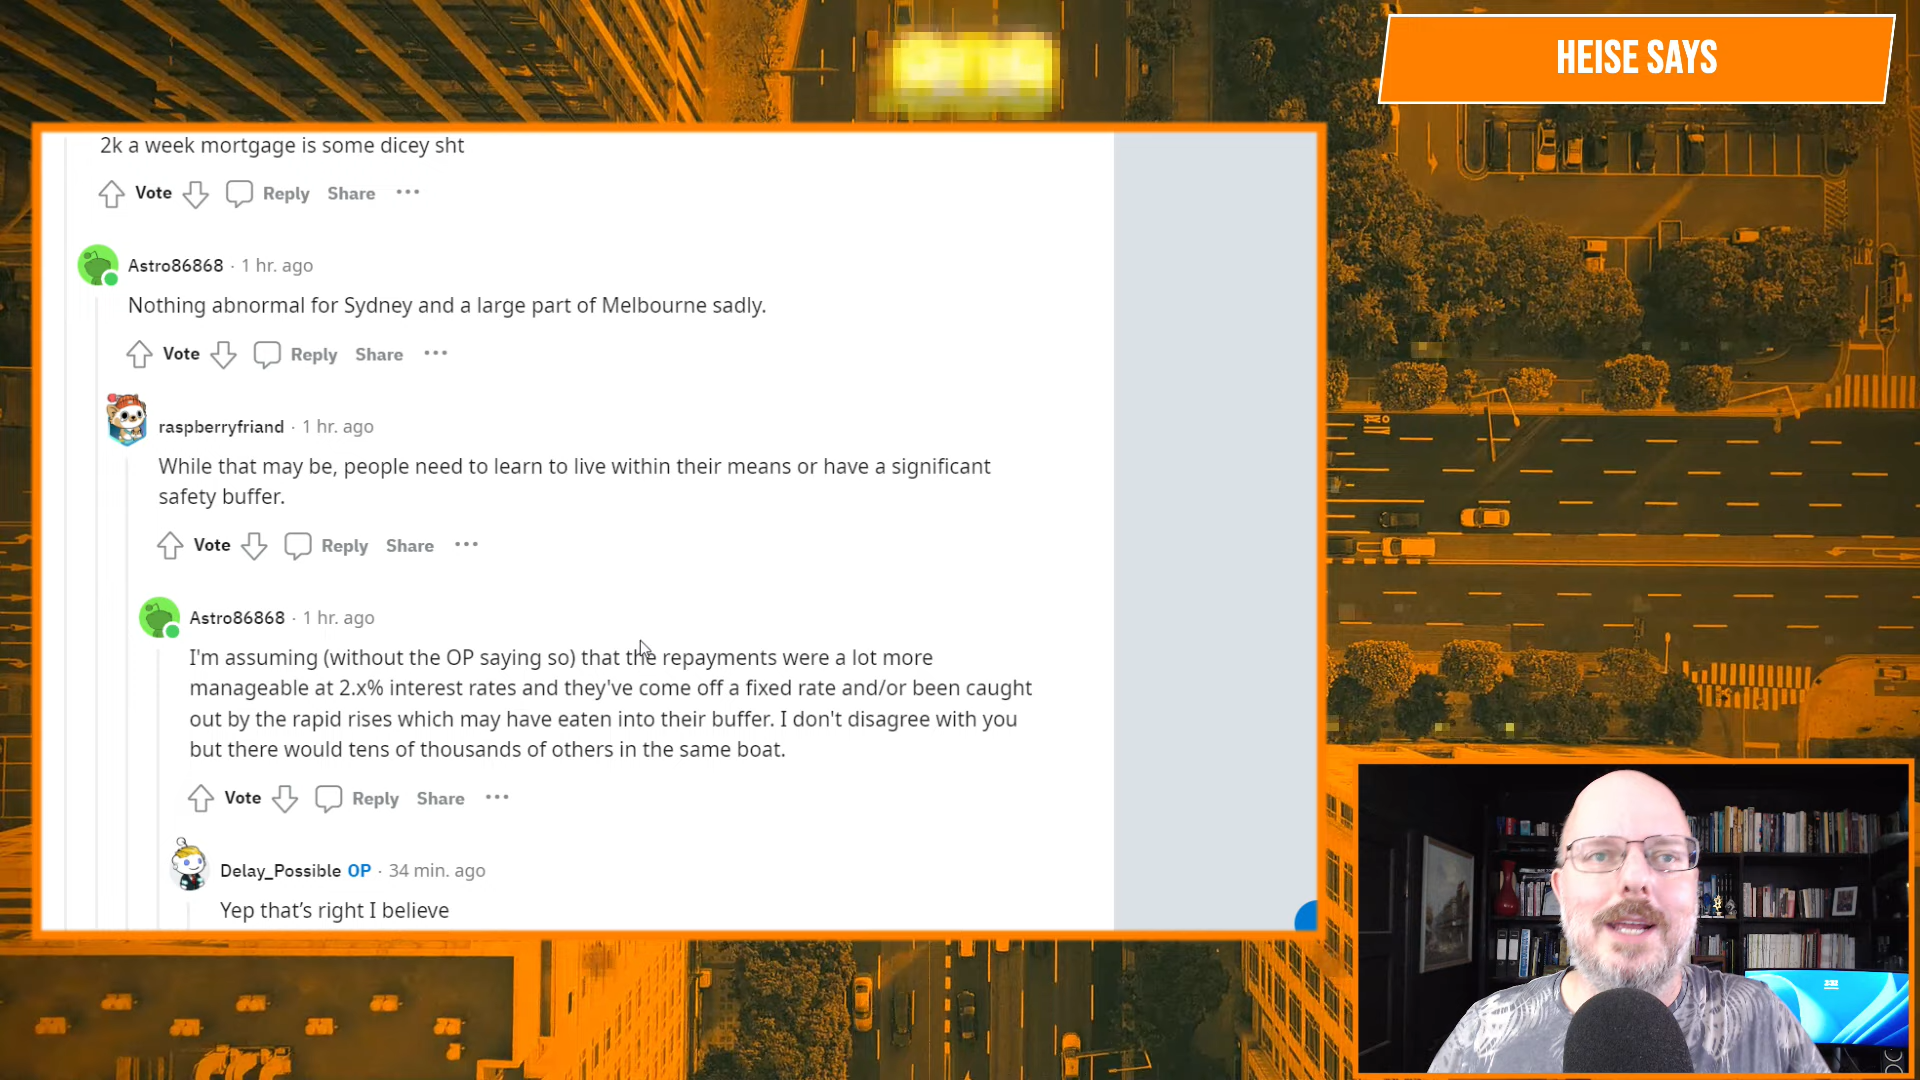 HEISE SAYS
2k a week mortgage is some dicey sht
Vote Reply Share ···
Astro86868 · 1 hr. ago
Nothing abnormal for Sydney and a large part of Melbourne sadly.
Vote Reply Share ···
raspberryfriand · 1 hr. ago
While that may be, people need to learn to live within their means or have a significant
safety buffer.
Vote Reply Share ···
Astro86868 · 1 hr. ago
I'm assuming (without the OP saying so) that the repayments were a lot more
manageable at 2.x% interest rates and they've come off a fixed rate and/or been caught
out by the rapid rises which may have eaten into their buffer. I don't disagree with you
but there would tens of thousands of others in the same boat.
Vote Reply Share ···
Delay_Possible OP · 34 min. ago
Yep that's right I believe